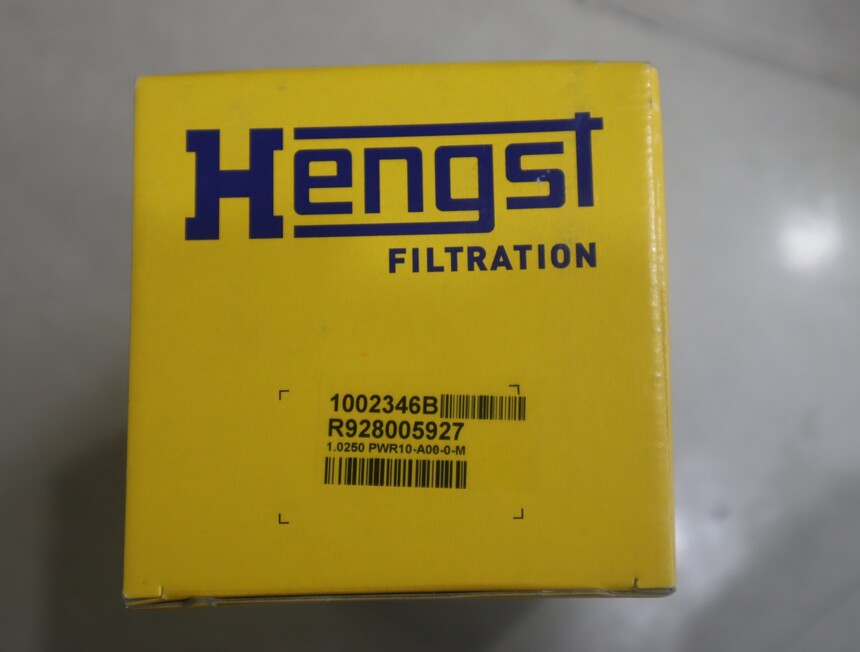 Hengst
FILTRATION
1002346B
R928005927
1.0250 PWR10-A00-0-M